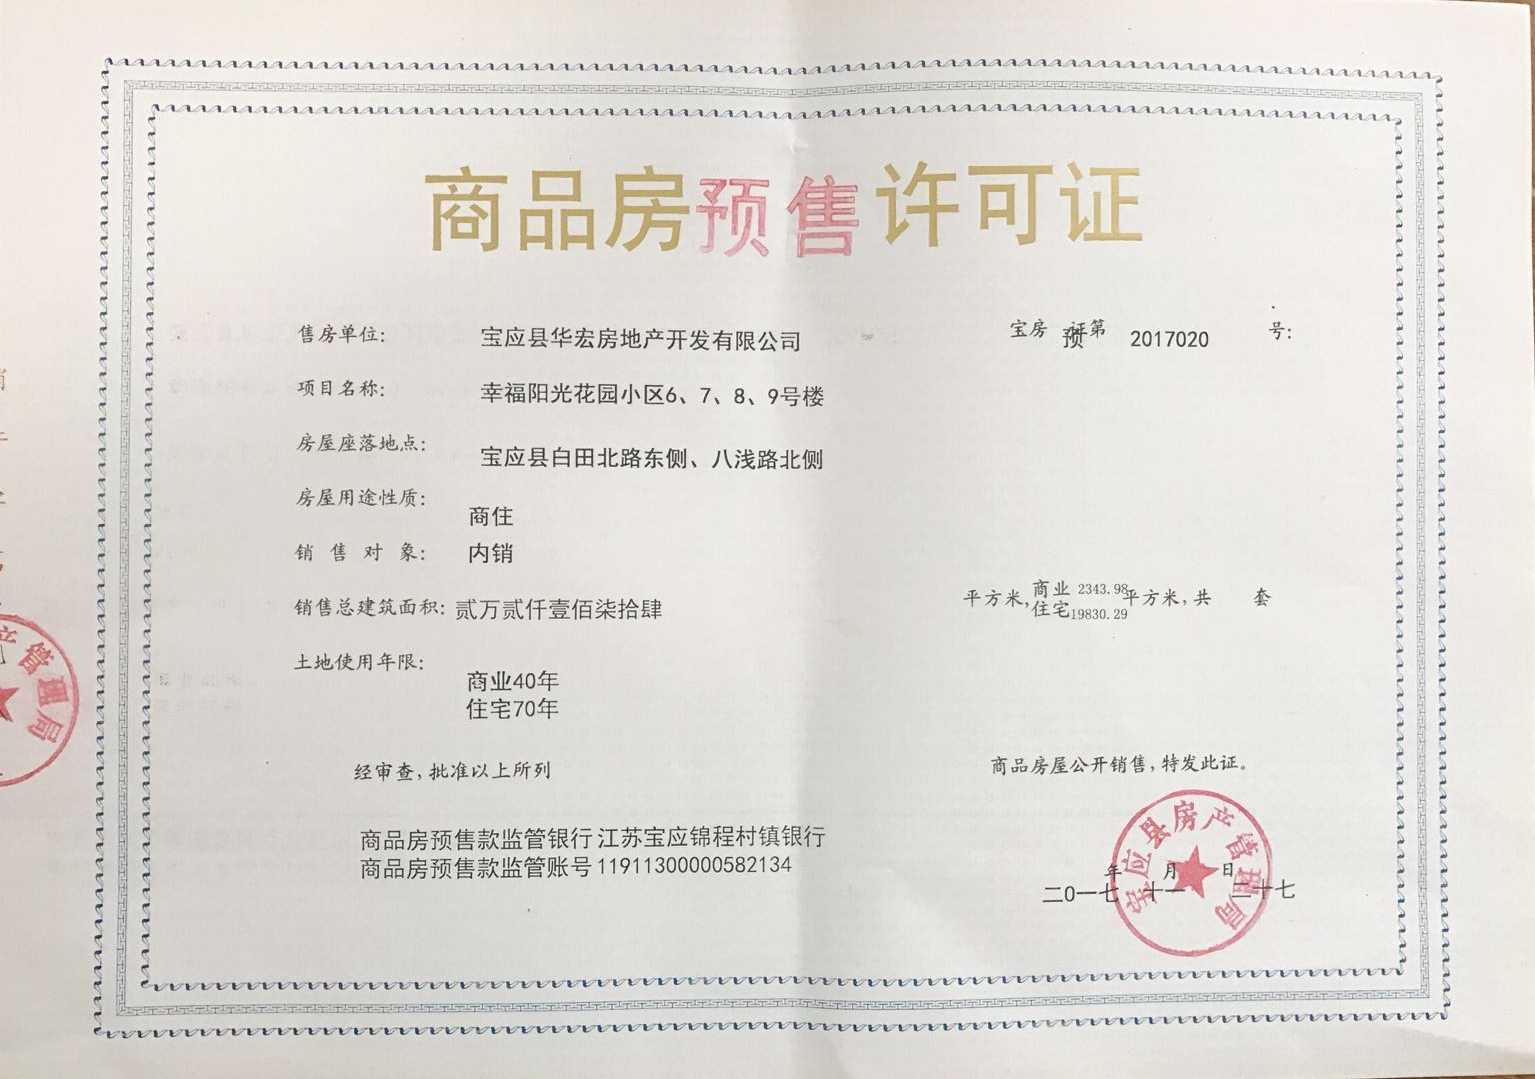 商品房预售许可证
售房单位: 宝应县华宏房地产开发有限公司 宝房预证第 2017020 号:
项目名称: 幸福阳光花园小区6、7、8、9号楼
房屋座落地点: 宝应县白田北路东侧、八浅路北侧
房屋用途性质: 商住
销售对象: 内销
销售总建筑面积: 贰万贰仟壹佰柒拾肆 平方米, 商业 2343.98 住宅19830.29 平方米, 共 套
土地使用年限: 商业40年
住宅70年
经审查, 批准以上所列 商品房屋公开销售, 特发此证。
商品房预售款监管银行 江苏宝应锦程村镇银行
商品房预售款监管账号 11911300000582134
宝应县房产管理局
年 月 日
二0一七 十一 二十七
产管理局